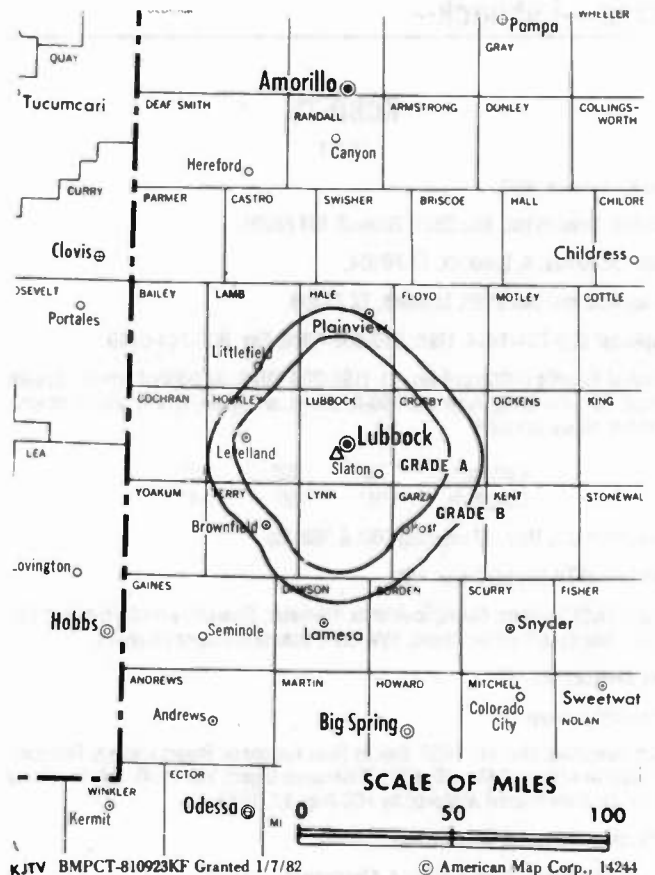 WHEELER
Pampa
QUAY
GRAY
Amarillo
Tucumcari
DEAF SMITH
RANDALL
ARMSTRONG
DONLEY
COLLINGS-
WORTH
Canyon
Hereford
CURRY
PARMER
CASTRO
SWISHER
BRISCOE
HALL
CHILDRE
Clovis
Childress
OSEVELT
BAILEY
LAMB
HALE
FLOYD
MOTLEY
COTTLE
Portales
Plainview
Littlefield
COCHRAN
HOCKLEY
LUBBOCK
CROSBY
DICKENS
KING
Levelland
Lubbock
LEA
Slaton
GRADE A
YOAKUM
TERRY
LYNN
GARZA
KENT
STONEWAL
GRADE B
Brownfield
Post
Lovington
GAINES
DAWSON
BORDEN
SCURRY
FISHER
Hobbs
Seminole
Lamesa
Snyder
ANDREWS
MARTIN
HOWARD
MITCHELL
Colorado
City
Sweetwat
NOLAN
Andrews
Big Spring
ECTOR
SCALE OF MILES
WINKLER
Kermit
Odessa
MI
0 50 100
KJTV BMPCT-810923KF Granted 1/7/82 © American Map Corp., 14244